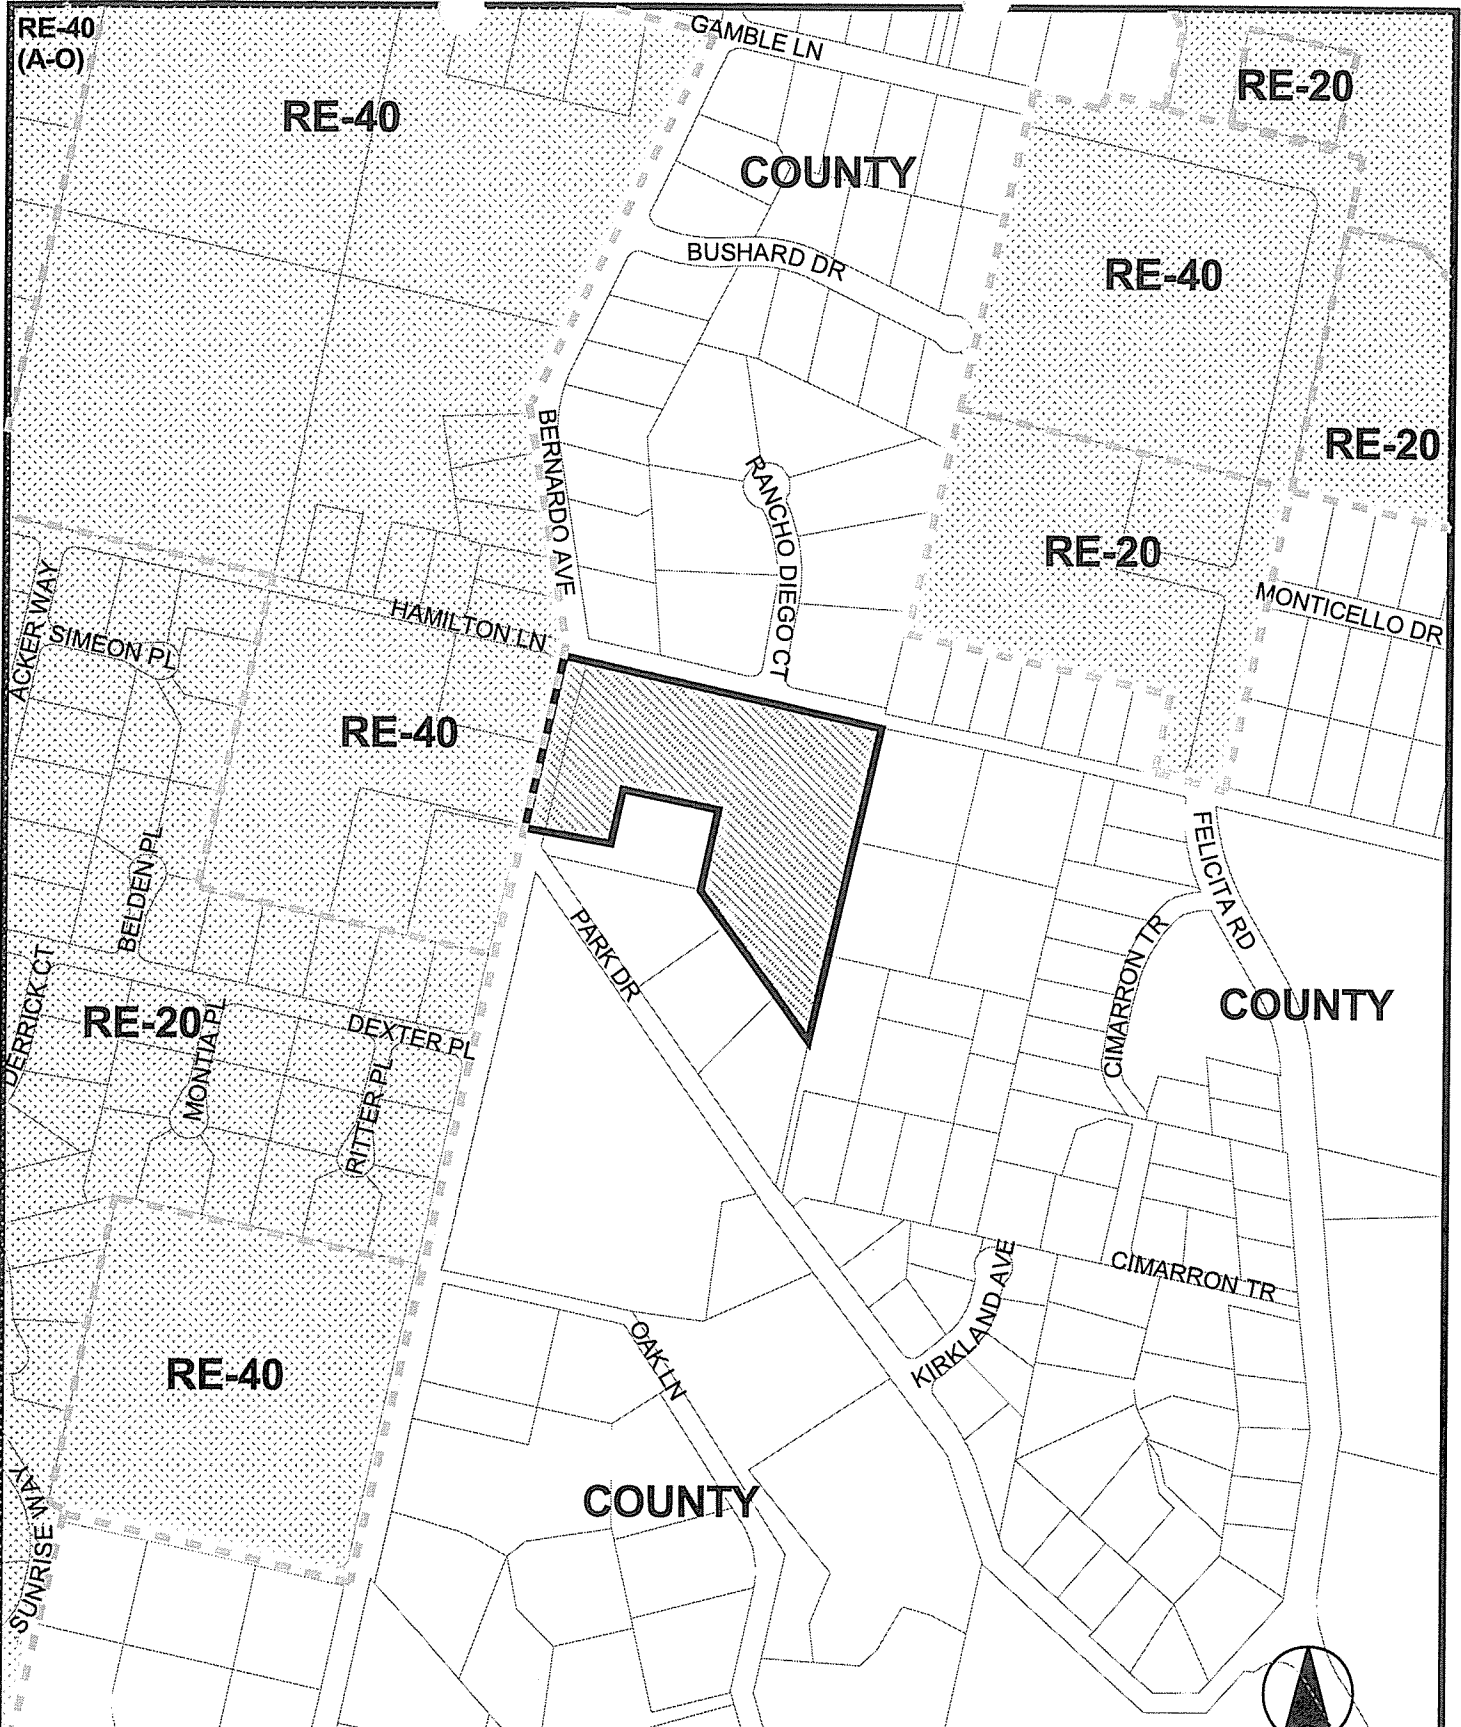 RE-40
(A-O)
GAMBLE LN
RE-20
RE-40
COUNTY
BUSHARD DR
RE-40
BERNARDO AVE
RE-20
RANCHO DIEGO CT
RE-20
ACKER WAY
MONTICELLO DR
HAMILTON LN
SIMEON PL
RE-40
BELDEN PL
FELICITA RD
PARK DR
CIMARRON TR
DERRICK CT
COUNTY
RE-20
MONTIA PL
DEXTER PL
RITTER PL
KIRKLAND AVE
CIMARRON TR
OAK LN
RE-40
COUNTY
SUNRISE WAY